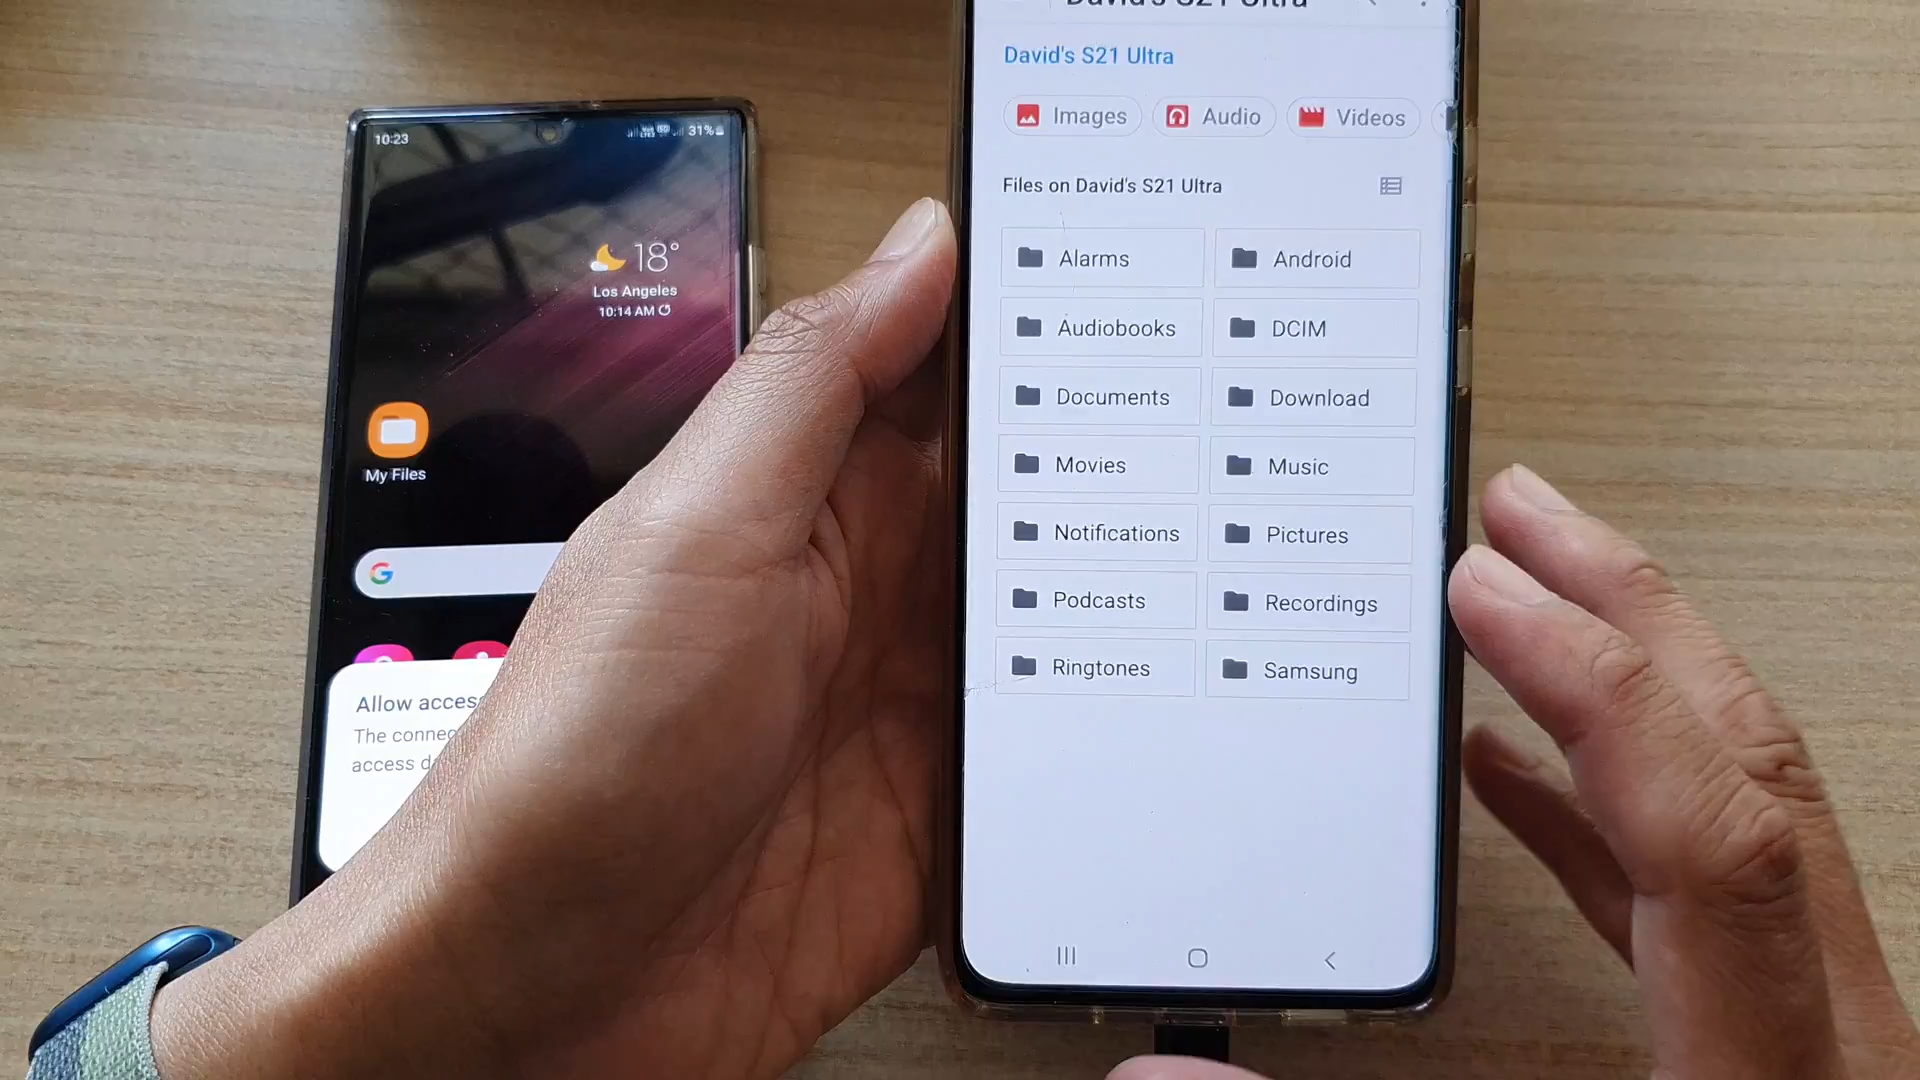 10:23
31%
18°
Los Angeles
10:14 AM
My Files
G
Allow acces
The connec
access d
David's S21 Ultra
David's S21 Ultra
Images
Audio
Videos
Files on David's S21 Ultra
Alarms
Android
Audiobooks
DCIM
Documents
Download
Movies
Music
Notifications
Pictures
Podcasts
Recordings
Ringtones
Samsung